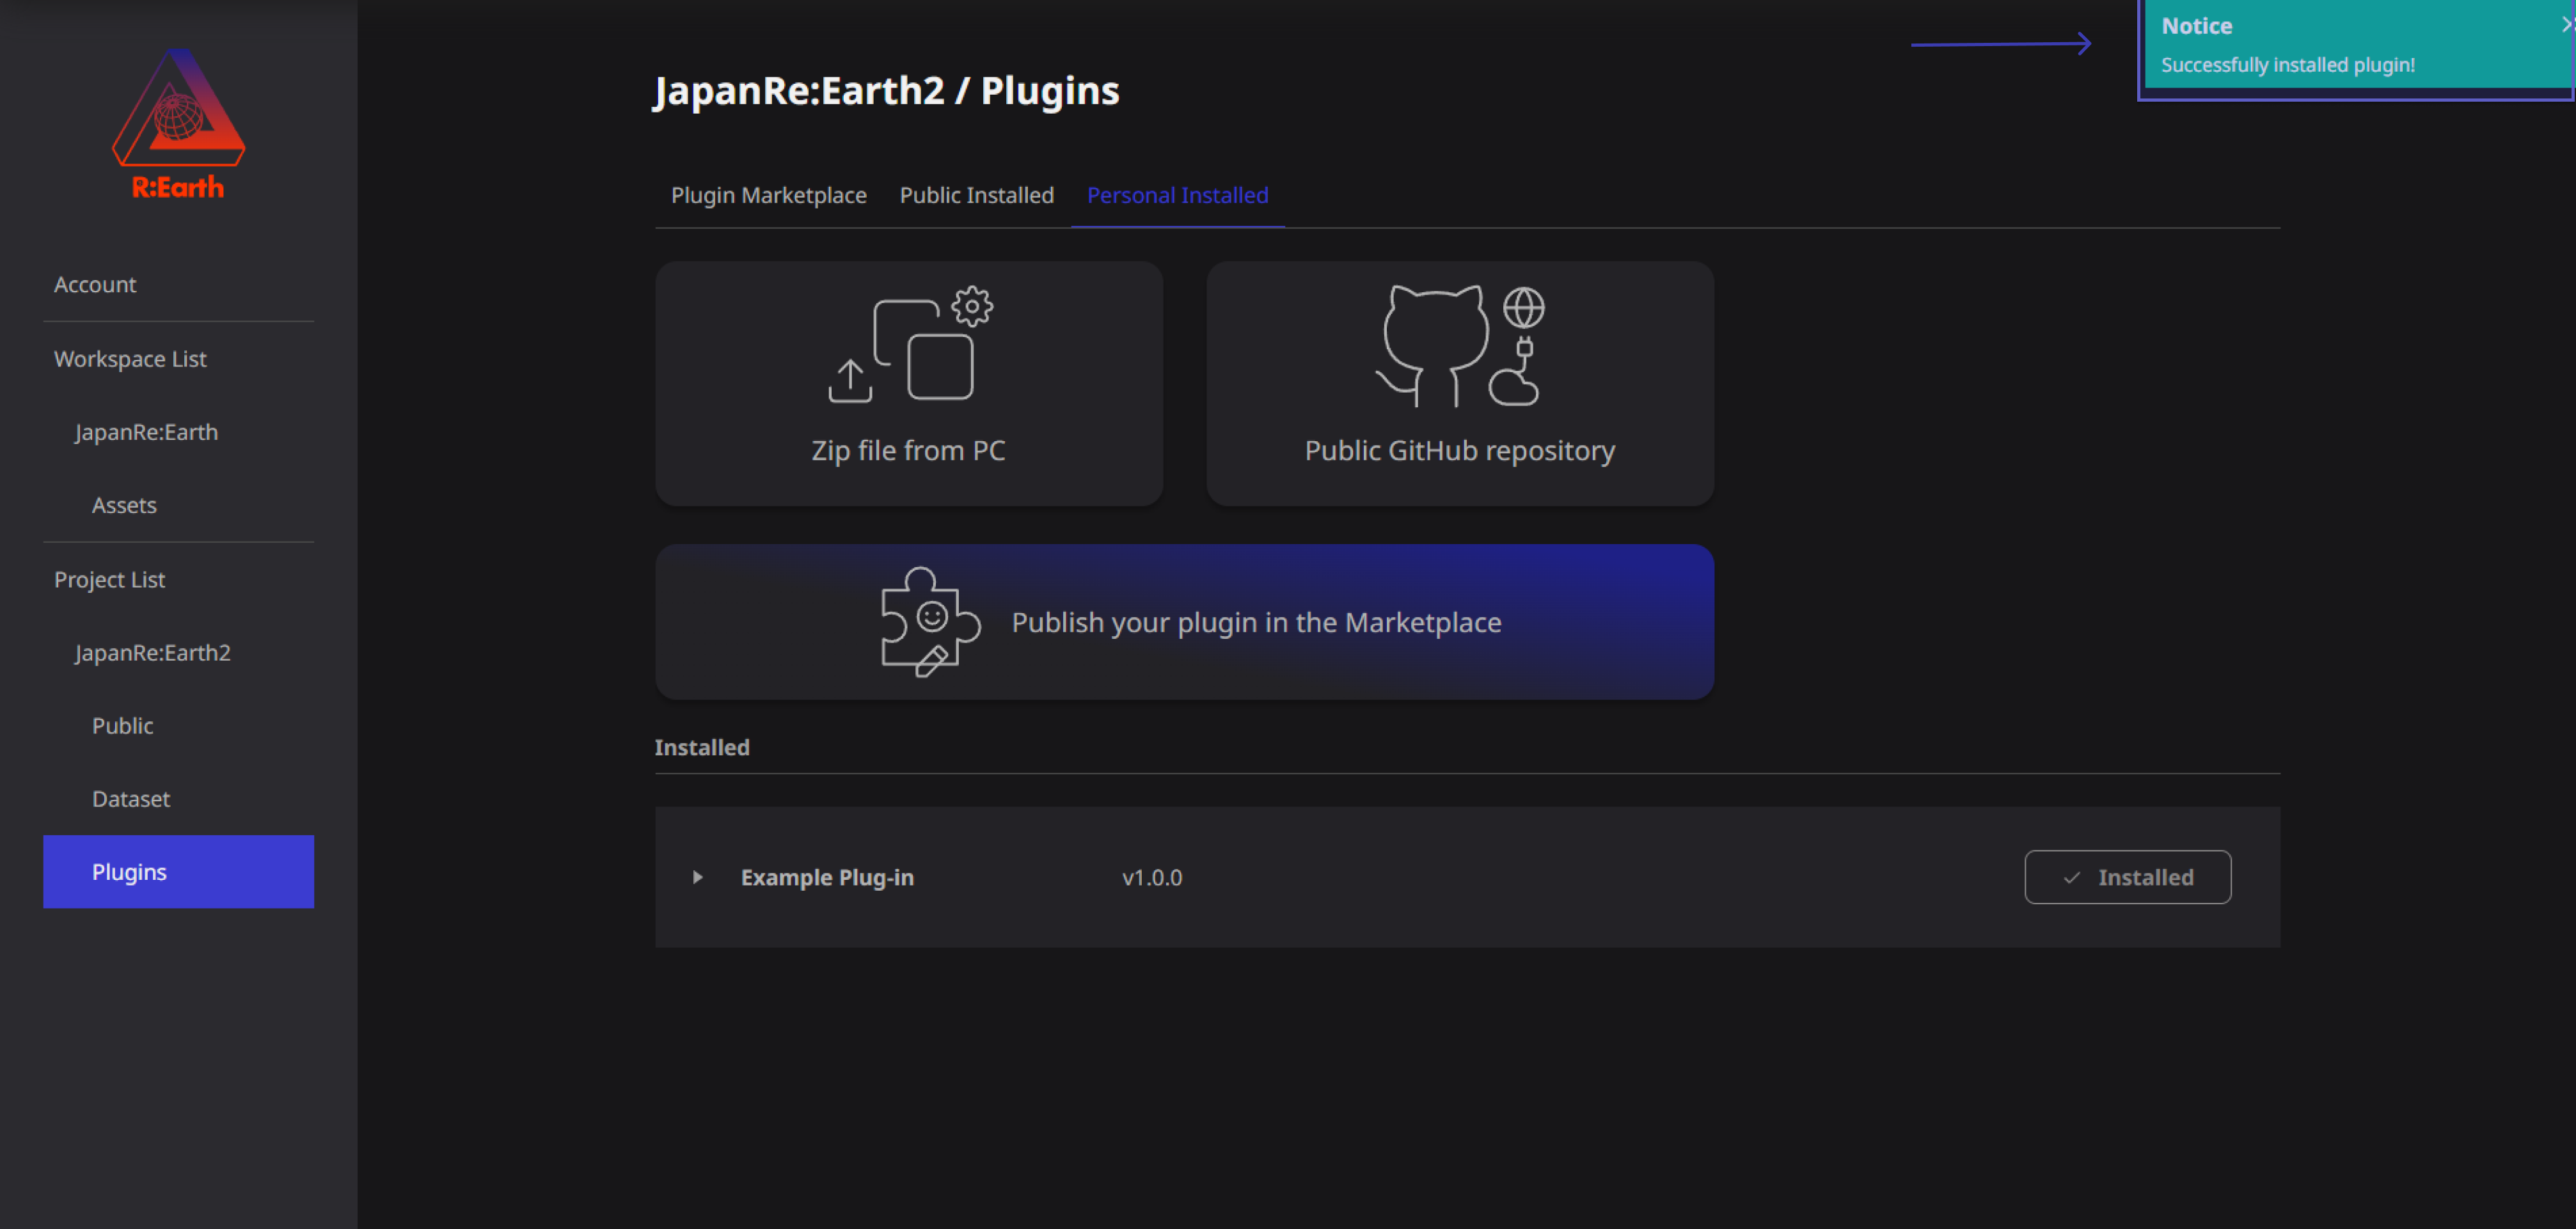 R:Earth
Account
Workspace List
JapanRe:Earth
Assets
Project List
JapanRe:Earth2
Public
Dataset
Plugins
JapanRe:Earth2 / Plugins
Plugin Marketplace Public Installed Personal Installed
Zip file from PC
Public GitHub repository
Publish your plugin in the Marketplace
Installed
Example Plug-in v1.0.0 Installed
Notice
Successfully installed plugin!